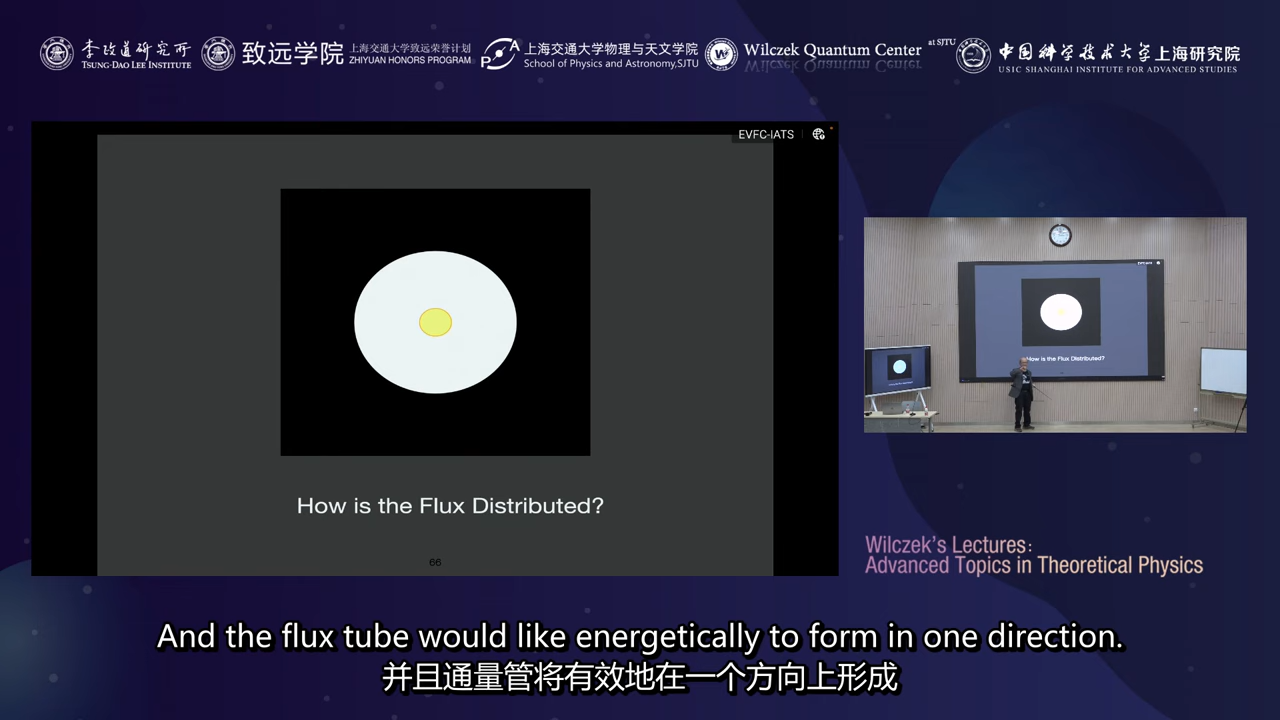 李政道研究所
TSUNG-DAO LEE INSTITUTE
致远学院
上海交通大学致远荣誉计划
ZHIYUAN HONORS PROGRAM
上海交通大学物理与天文学院
School of Physics and Astronomy,SJTU
Wilczek Quantum Center
at SJTU
中国科学技术大学上海研究院
USTC SHANGHAI INSTITUTE FOR ADVANCED STUDIES
EVFC-IATS
How is the Flux Distributed?
66
How is the Flux Distributed?
Wilczek's Lectures:
Advanced Topics in Theoretical Physics
And the flux tube would like energetically to form in one direction.
并且通量管将有效地在一个方向上形成